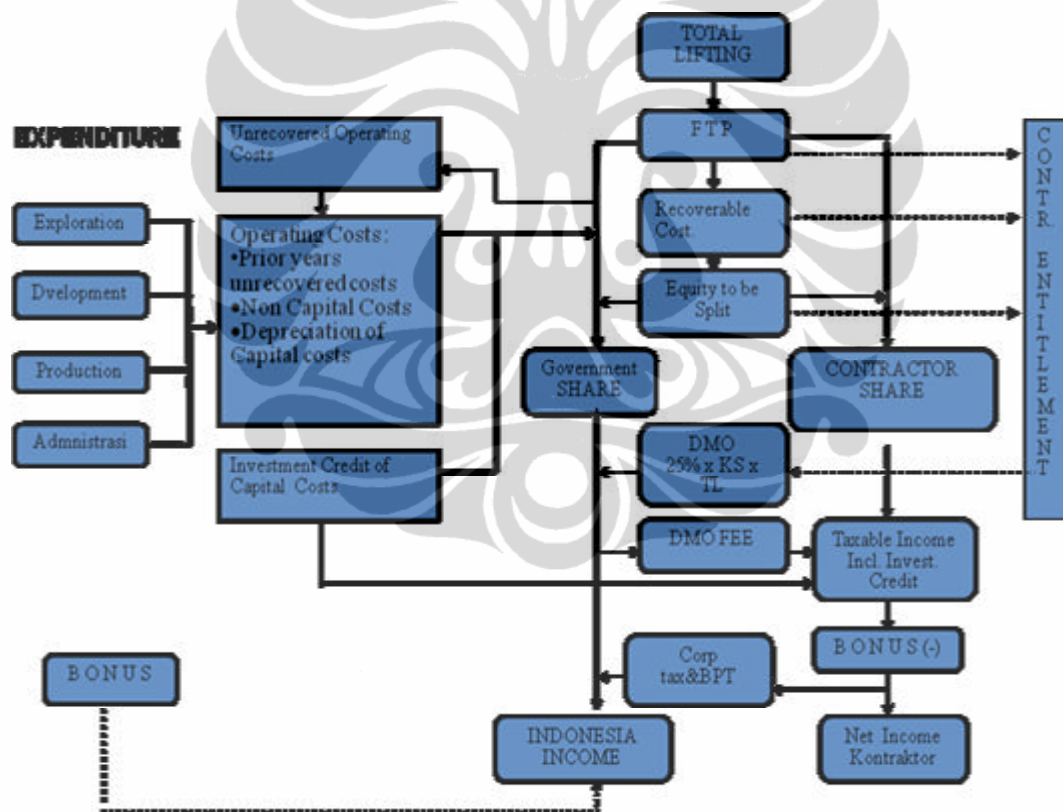 TOTAL
LIFTING
EXPENDITURE
Unrecovered Operating
Costs
F T P
Exploration
Dvelopment
Production
Admnistrasi
Operating Costs :
•Prior years
unrecovered costs
•Non Capital Costs
•Depreciation of
Capital costs
Recoverable
Cost.
Equity to be
Split
Government
SHARE
CONTRACTOR
SHARE
CONTR. ENTITLEMENT
Investment Credit of
Capital Costs
DMO
25% x KS x
TL
DMO FEE
Taxable Income
Incl. Invest.
Credit
B O N U S
Corp
tax&BPT
B O N U S (-)
INDONESIA
INCOME
Net Income
Kontraktor